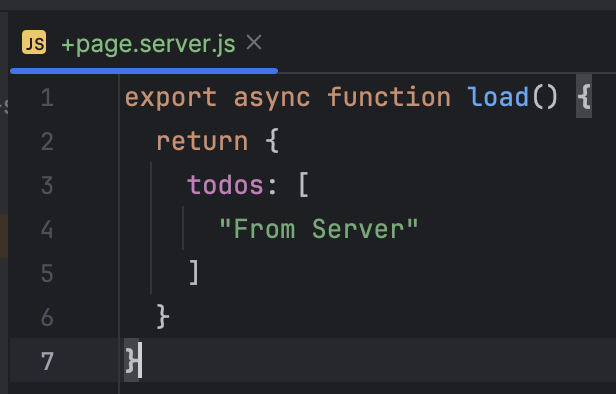 JS +page.server.js
1 export async function load() {
2   return {
3     todos: [
4       "From Server"
5     ]
6   }
7 }